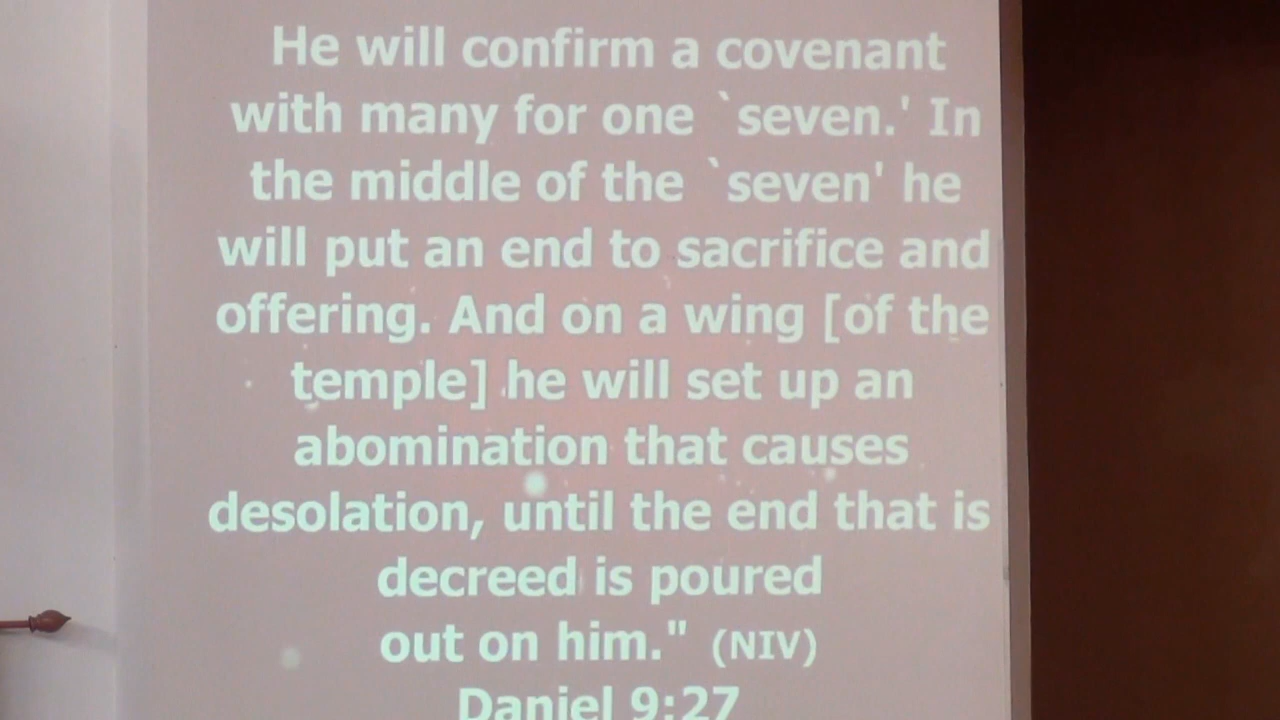 He will confirm a covenant
with many for one `seven.' In
the middle of the `seven' he
will put an end to sacrifice and
offering. And on a wing [of the
temple] he will set up an
abomination that causes
desolation, until the end that is
decreed is poured
out on him." (NIV)
Daniel 9:27